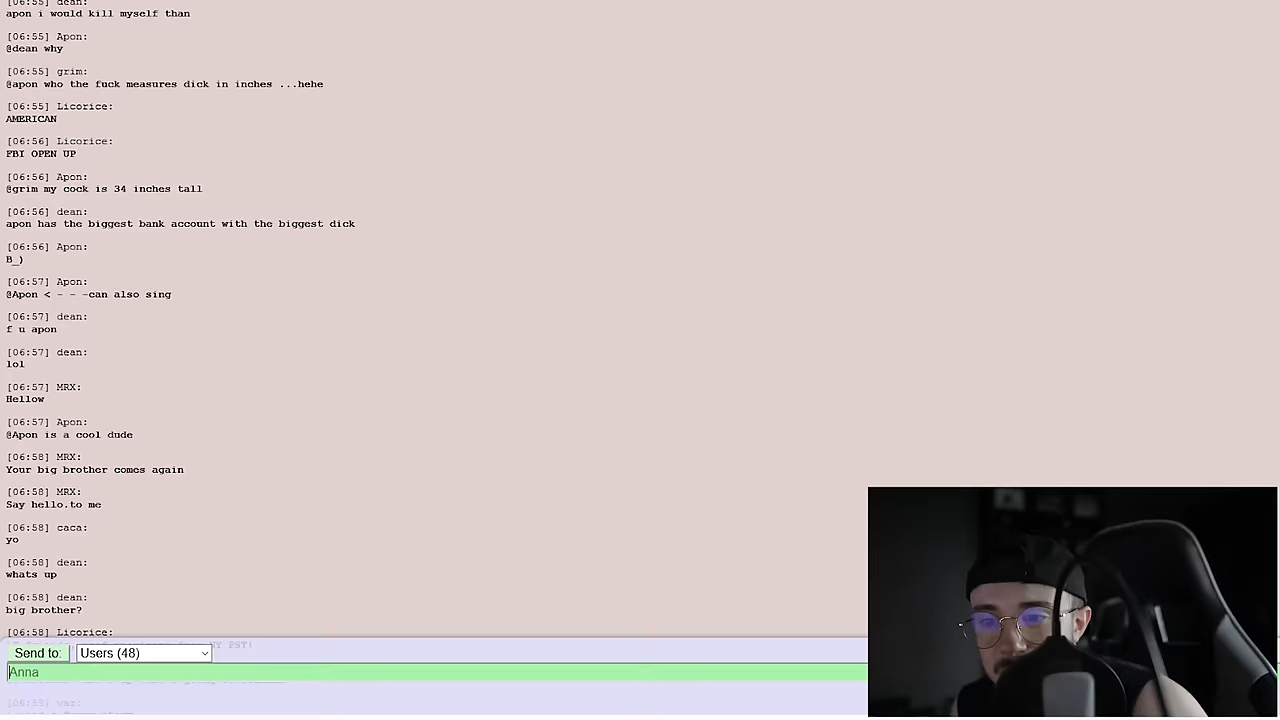 [06:55] dean:
apon i would kill myself than
[06:55] Apon:
@dean why
[06:55] grim:
@apon who the fuck measures dick in inches ...hehe
[06:55] Licorice:
AMERICAN
[06:56] Licorice:
FBI OPEN UP
[06:56] Apon:
@grim my cock is 34 inches tall
[06:56] dean:
apon has the biggest bank account with the biggest dick
[06:56] Apon:
B_)
[06:57] Apon:
@Apon < - - -can also sing
[06:57] dean:
f u apon
[06:57] dean:
lol
[06:57] MRX:
Hellow
[06:57] Apon:
@Apon is a cool dude
[06:58] MRX:
Your big brother comes again
[06:58] MRX:
Say hello.to me
[06:58] caca:
yo
[06:58] dean:
whats up
[06:58] dean:
big brother?
[06:58] Licorice:
MY PST!
Send to: Users (48)
Anna
war: